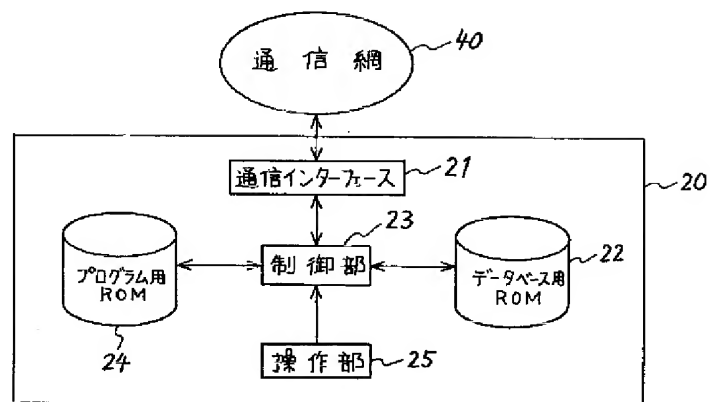 通信網
40
通信インターフェース
21
20
23
プログラム用
ROM
制御部
データベース用
ROM
22
24
操作部
25